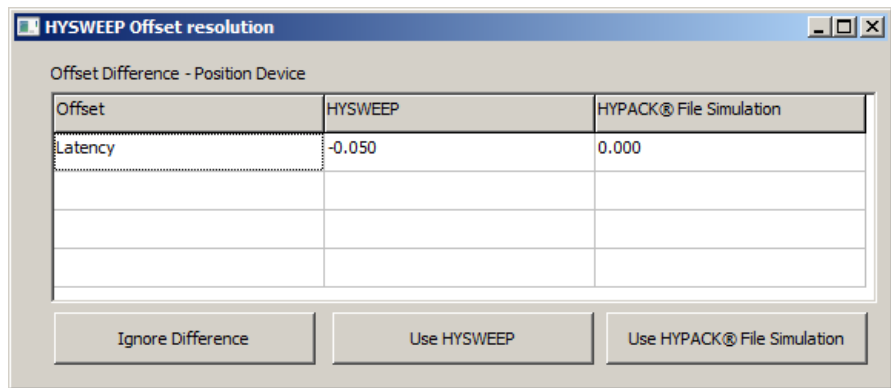 HYSWEEP Offset resolution
Offset Difference - Position Device
Offset HYSWEEP HYPACK® File Simulation
Latency -0.050 0.000
Ignore Difference Use HYSWEEP Use HYPACK® File Simulation